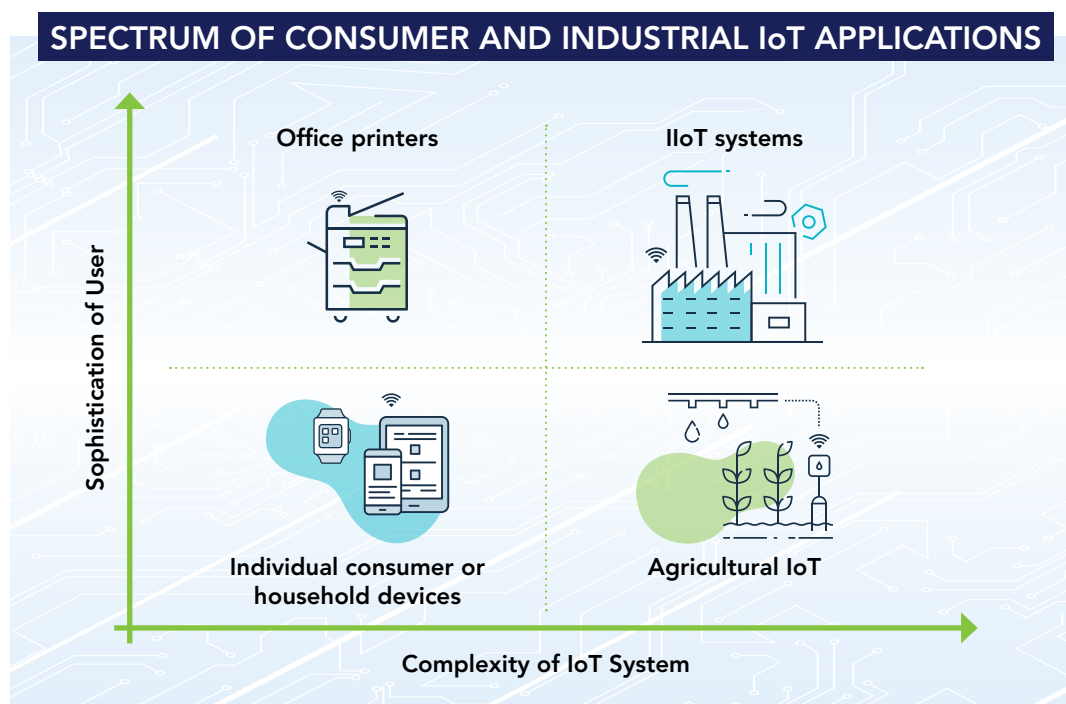 SPECTRUM OF CONSUMER AND INDUSTRIAL IoT APPLICATIONS
Office printers
IIoT systems
Sophistication of User
Individual consumer or
household devices
Agricultural IoT
Complexity of IoT System